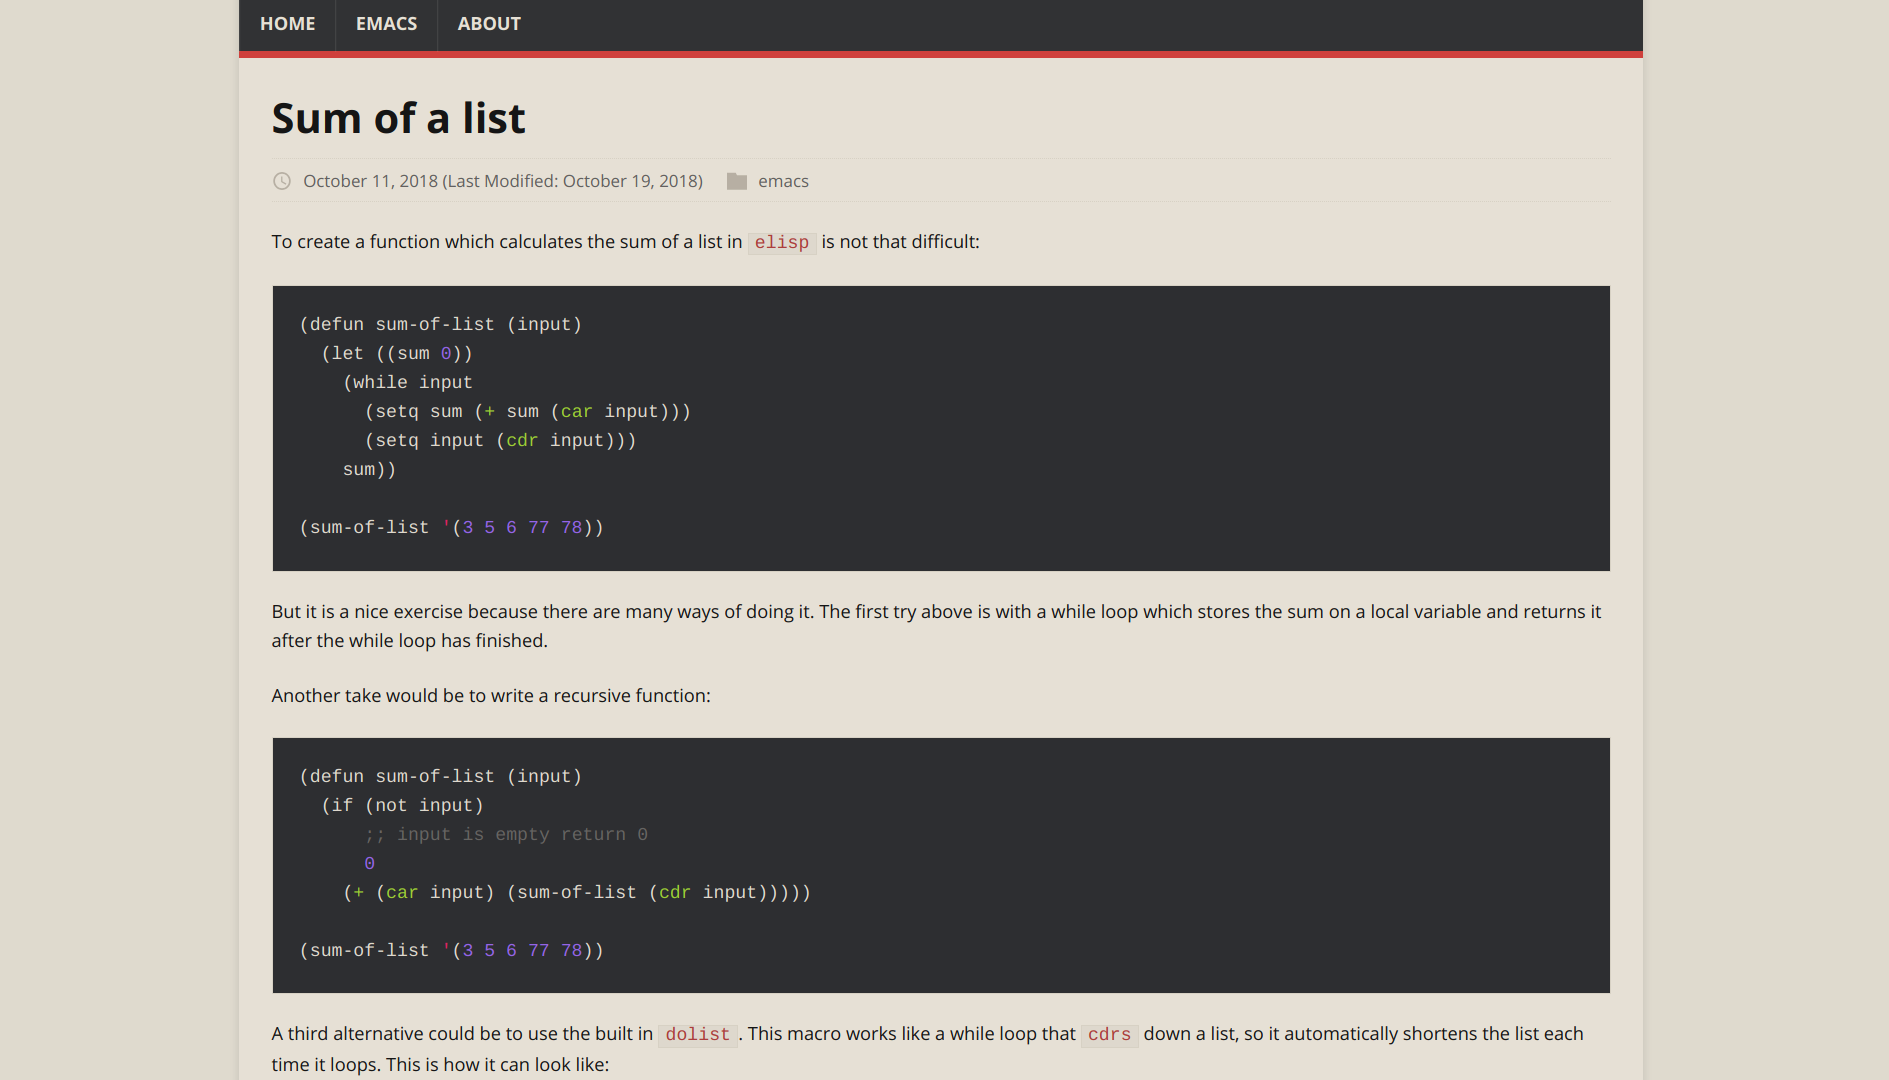 HOME EMACS ABOUT
Sum of a list
October 11, 2018 (Last Modified: October 19, 2018) emacs
To create a function which calculates the sum of a list in elisp is not that difficult:
(defun sum-of-list (input)
  (let ((sum 0))
    (while input
      (setq sum (+ sum (car input)))
      (setq input (cdr input)))
    sum))
(sum-of-list '(3 5 6 77 78))
But it is a nice exercise because there are many ways of doing it. The first try above is with a while loop which stores the sum on a local variable and returns it
after the while loop has finished.
Another take would be to write a recursive function:
(defun sum-of-list (input)
  (if (not input)
      ;; input is empty return 0
      0
    (+ (car input) (sum-of-list (cdr input)))))
(sum-of-list '(3 5 6 77 78))
A third alternative could be to use the built in dolist. This macro works like a while loop that cdrs down a list, so it automatically shortens the list each
time it loops. This is how it can look like: